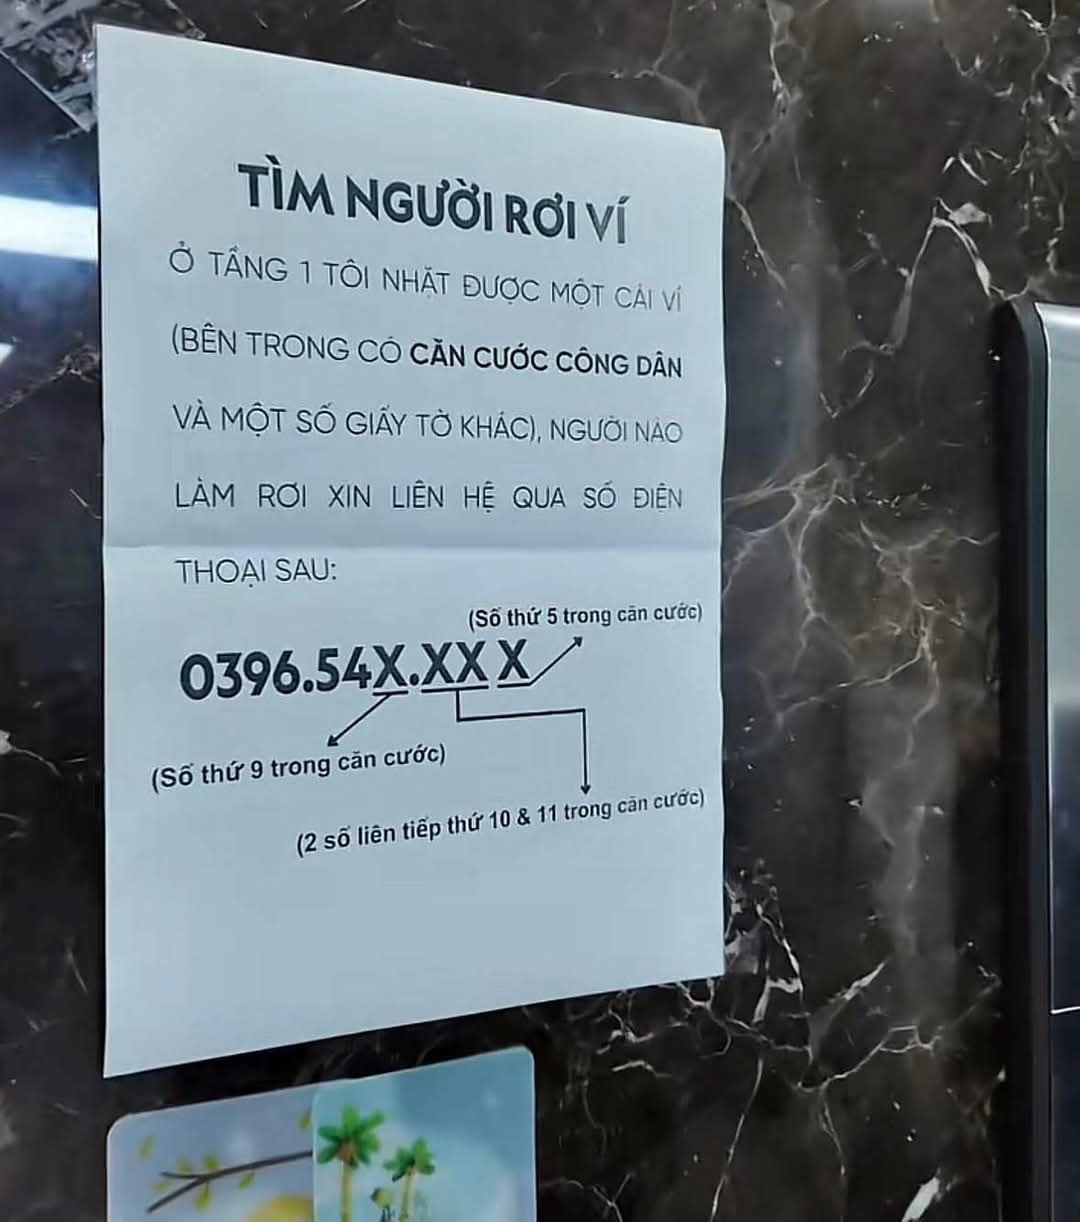 TÌM NGƯỜI RƠI VÍ
Ở TẦNG 1 TÔI NHẶT ĐƯỢC MỘT CÁI VÍ
(BÊN TRONG CÓ CĂN CƯỚC CÔNG DÂN
VÀ MỘT SỐ GIẤY TỜ KHÁC), NGƯỜI NÀO
LÀM RƠI XIN LIÊN HỆ QUA SỐ ĐIỆN
THOẠI SAU:
(Số thứ 5 trong căn cước)
0396.54X.XX X
(Số thứ 9 trong căn cước)
(2 số liên tiếp thứ 10 & 11 trong căn cước)